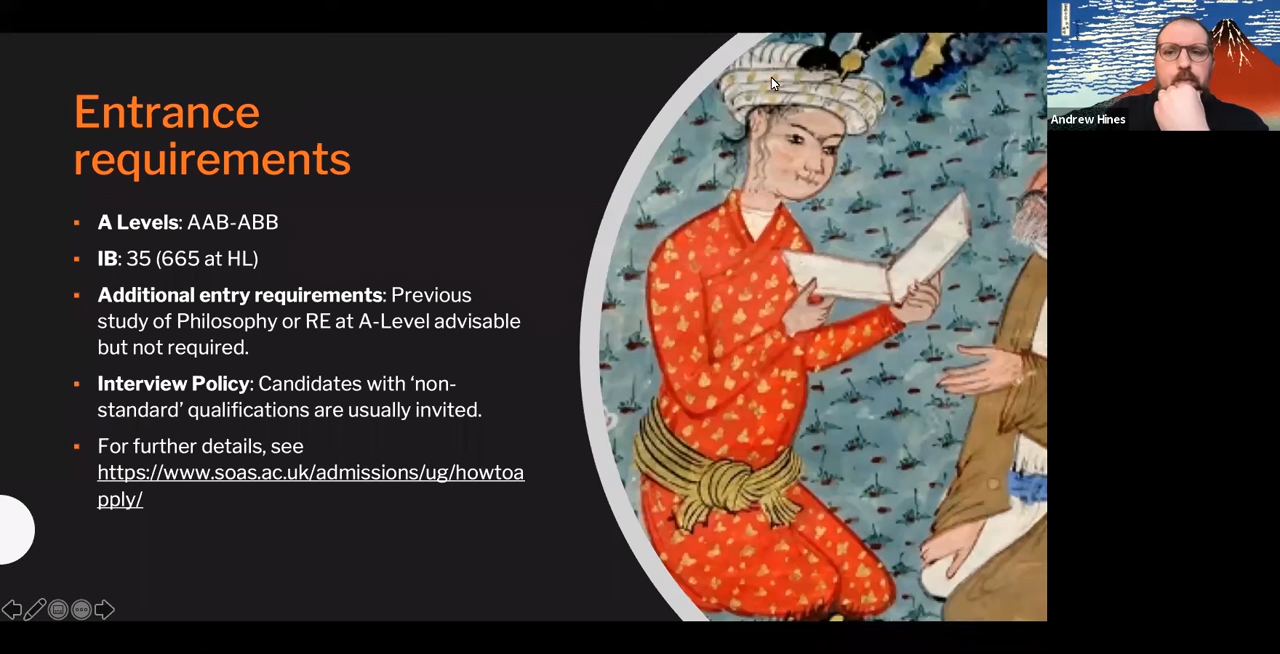 Entrance
requirements
▪ A Levels: AAB-ABB
▪ IB: 35 (665 at HL)
▪ Additional entry requirements: Previous
study of Philosophy or RE at A-Level advisable
but not required.
▪ Interview Policy: Candidates with ‘non-
standard’ qualifications are usually invited.
▪ For further details, see
https://www.soas.ac.uk/admissions/ug/howtoa
pply/
Andrew Hines